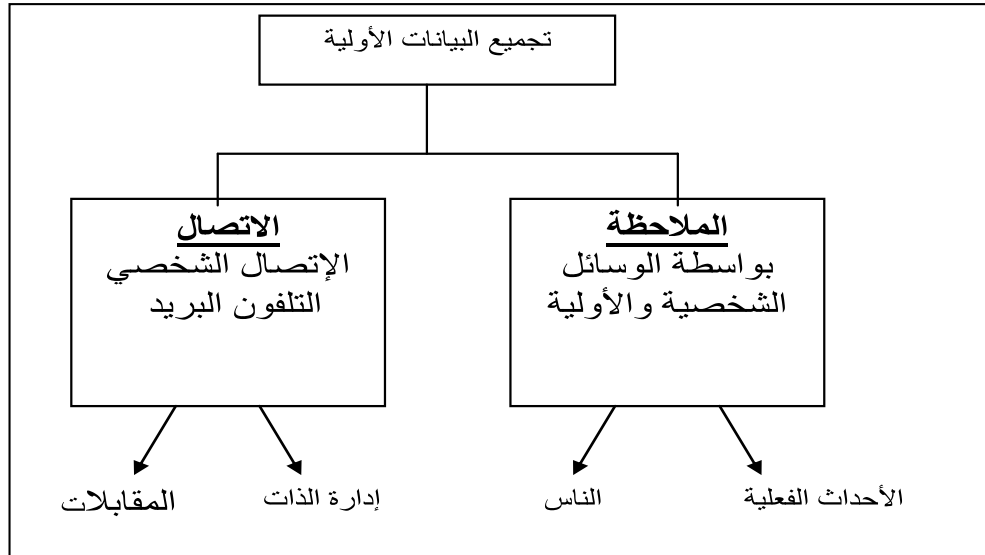 تجميع البيانات الأولية
الملاحظة
بواسطة الوسائل
الشخصية والأولية
الاتصال
الإتصال الشخصي
التلفون البريد
الأحداث الفعلية
الناس
إدارة الذات
المقابلات